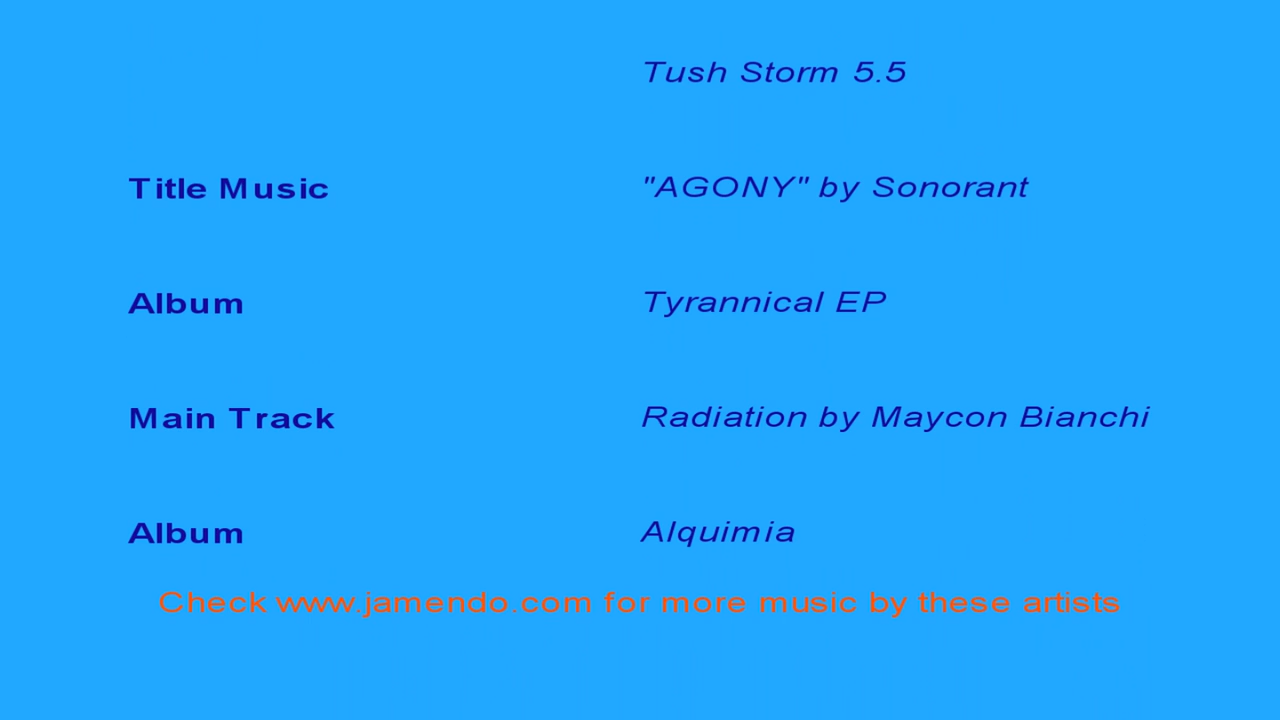 Tush Storm 5.5
Title Music "AGONY" by Sonorant
Album Tyrannical EP
Main Track Radiation by Maycon Bianchi
Album Alquimia
Check www.jamendo.com for more music by these artists